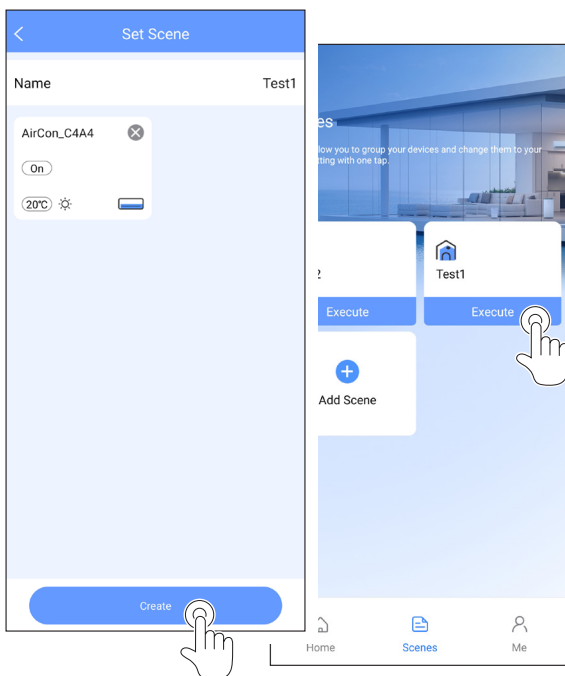 Set Scene
Name Test1
AirCon_C4A4
On
20℃
Create
es
low you to group your devices and change them to your
tting with one tap.
2
Test1
Execute
Execute
Add Scene
Home
Scenes
Me